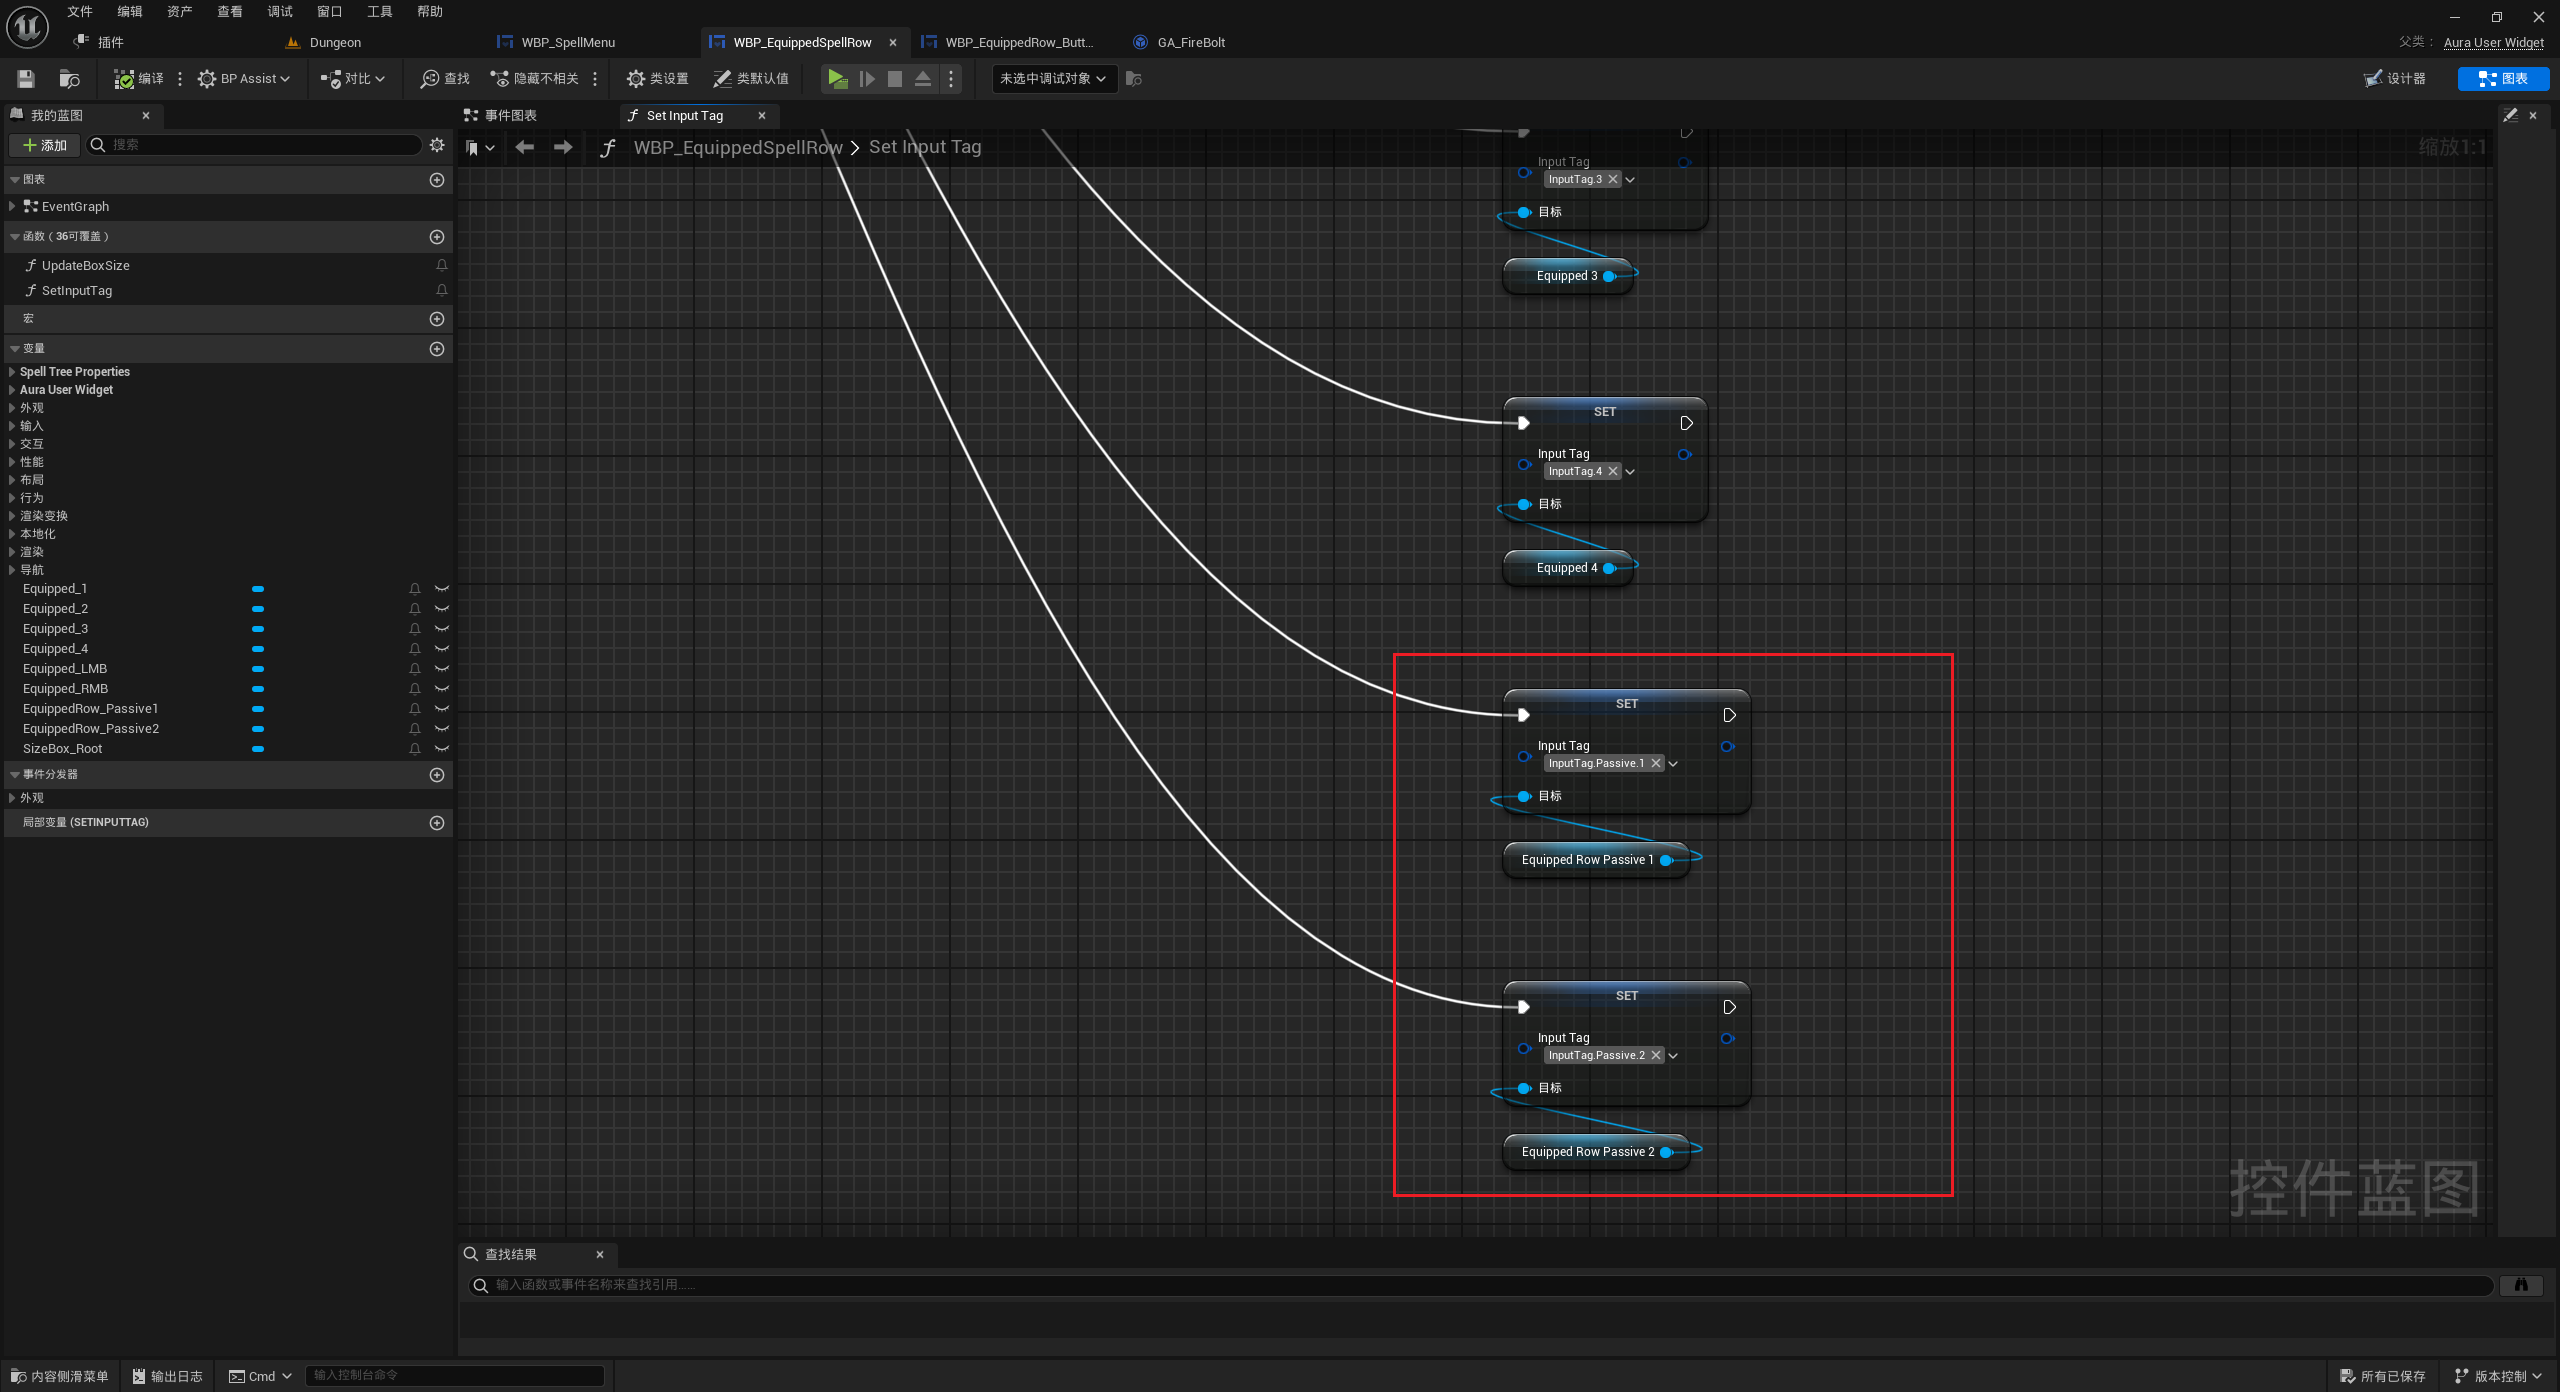 文件 编辑 资产 查看 调试 窗口 工具 帮助
插件 Dungeon WBP_SpellMenu WBP_EquippedSpellRow WBP_EquippedRow_Butt... GA_FireBolt 父类： Aura User Widget
编译 BP Assist 对比 查找 隐藏不相关 类设置 类默认值 未选中调试对象 设计器 图表
我的蓝图
添加 搜索
图表
EventGraph
函数（36可覆盖）
UpdateBoxSize
SetInputTag
宏
变量
Spell Tree Properties
Aura User Widget
外观
输入
交互
性能
布局
行为
渲染变换
本地化
渲染
导航
Equipped_1
Equipped_2
Equipped_3
Equipped_4
Equipped_LMB
Equipped_RMB
EquippedRow_Passive1
EquippedRow_Passive2
SizeBox_Root
事件分发器
外观
局部变量 (SETINPUTTAG)
事件图表 Set Input Tag
WBP_EquippedSpellRow > Set Input Tag 缩放1:1
Input Tag
InputTag.3
目标
Equipped 3
SET
Input Tag
InputTag.4
目标
Equipped 4
SET
Input Tag
InputTag.Passive.1
目标
Equipped Row Passive 1
SET
Input Tag
InputTag.Passive.2
目标
Equipped Row Passive 2
控件蓝图
查找结果
输入函数或事件名称来查找引用……
内容侧滑菜单 输出日志 Cmd 输入控制台命令 所有已保存 版本控制